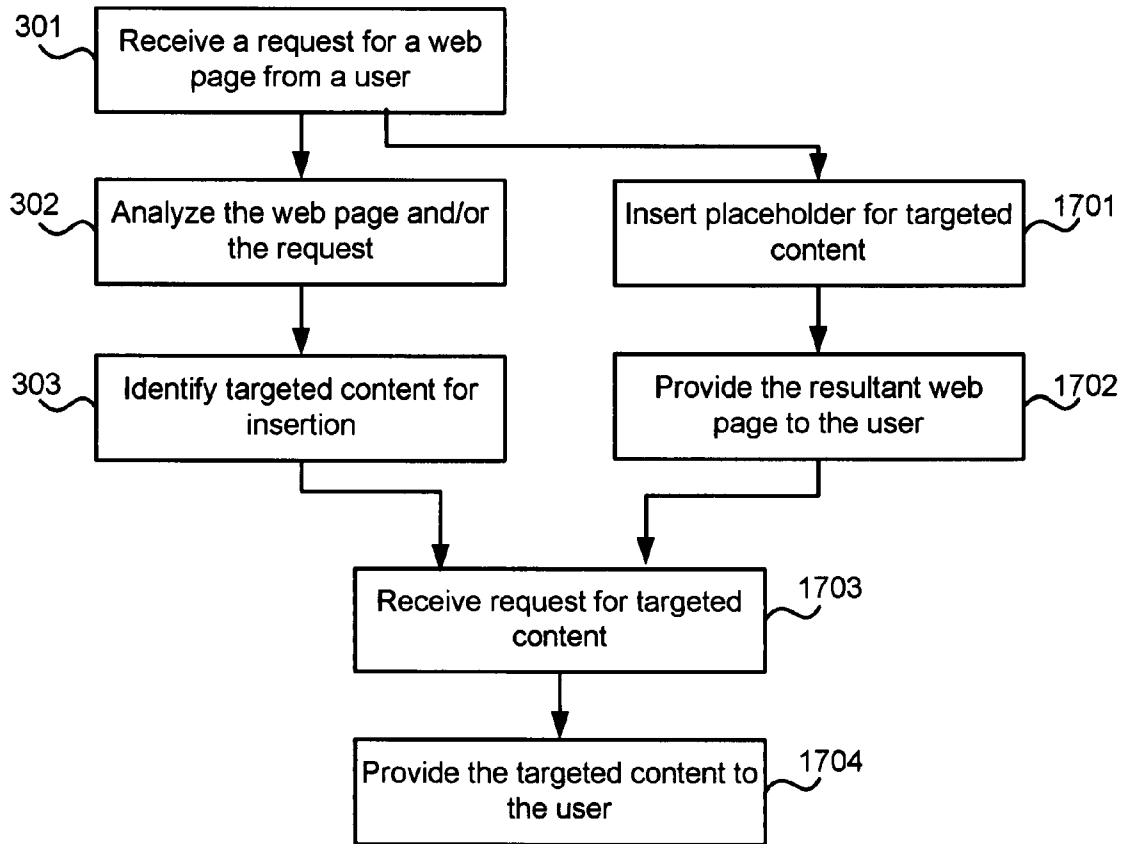 301
Receive a request for a web
page from a user
302
Analyze the web page and/or
the request
Insert placeholder for targeted
content
1701
303
Identify targeted content for
insertion
Provide the resultant web
page to the user
1702
Receive request for targeted
content
1703
Provide the targeted content to
the user
1704